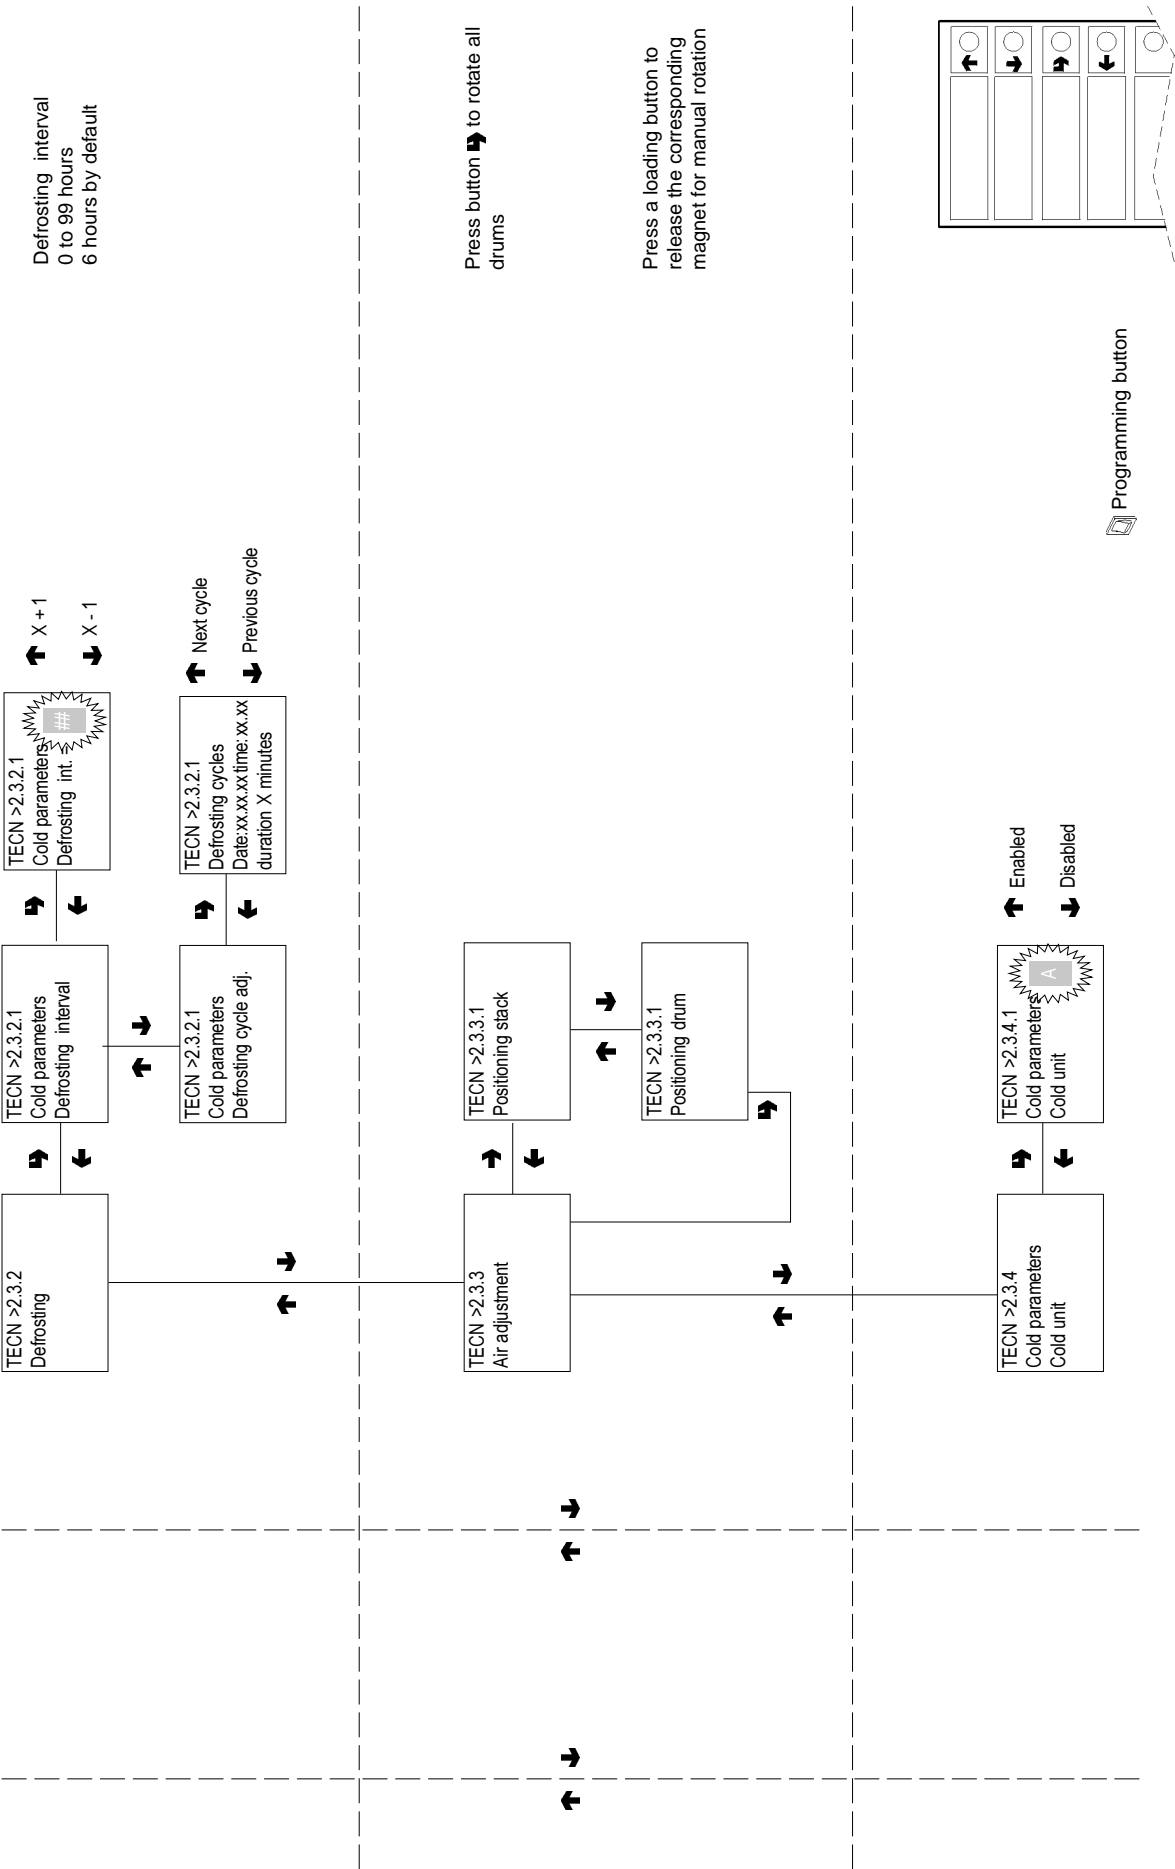 TECN >2.3.2
Defrosting
TECN >2.3.2.1
Cold parameters
Defrosting interval
TECN >2.3.2.1
Cold parameters
Defrosting int. =
##
X + 1
X - 1
Defrosting interval
0 to 99 hours
6 hours by default
TECN >2.3.2.1
Cold parameters
Defrosting cycle adj.
TECN >2.3.2.1
Defrosting cycles
Date:xx.xx.xx time: xx.xx
duration X minutes
Next cycle
Previous cycle
TECN >2.3.3
Air adjustment
TECN >2.3.3.1
Positioning stack
Press button to rotate all
drums
TECN >2.3.3.1
Positioning drum
Press a loading button to
release the corresponding
magnet for manual rotation
TECN >2.3.4
Cold parameters
Cold unit
TECN >2.3.4.1
Cold parameters
Cold unit
A
Enabled
Disabled
Programming button